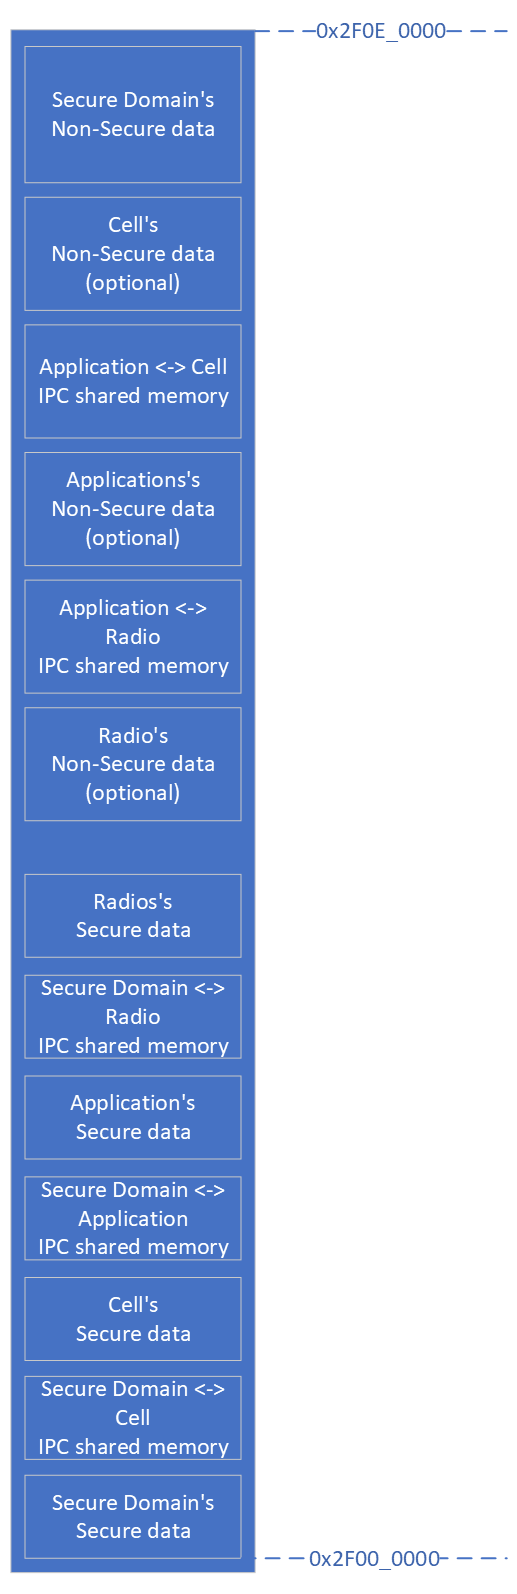 0x2F0E_0000
Secure Domain's
Non-Secure data
Cell's
Non-Secure data
(optional)
Application <-> Cell
IPC shared memory
Applications's
Non-Secure data
(optional)
Application <->
Radio
IPC shared memory
Radio's
Non-Secure data
(optional)
Radios's
Secure data
Secure Domain <->
Radio
IPC shared memory
Application's
Secure data
Secure Domain <->
Application
IPC shared memory
Cell's
Secure data
Secure Domain <->
Cell
IPC shared memory
Secure Domain's
Secure data
0x2F00_0000